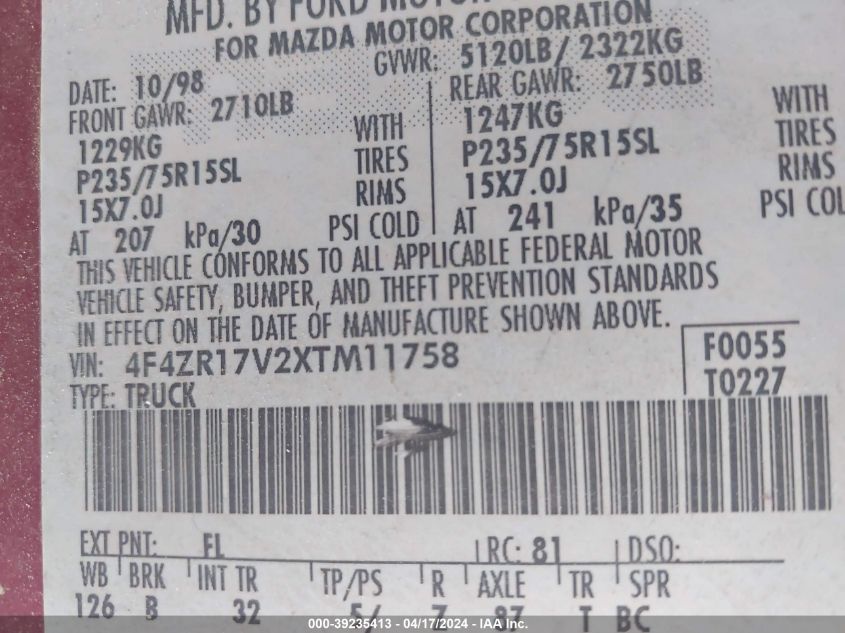 MFD. BY FORD MOTOR
FOR MAZDA MOTOR CORPORATION
DATE: 10/98 GVWR: 5120LB/ 2322KG
FRONT GAWR: 2710LB REAR GAWR: 2750LB
1229KG WITH 1247KG WITH
P235/75R15SL TIRES P235/75R15SL TIRES
15X7.0J RIMS 15X7.0J RIMS
AT 207 kPa/30 PSI COLD AT 241 kPa/35 PSI COL
THIS VEHICLE CONFORMS TO ALL APPLICABLE FEDERAL MOTOR
VEHICLE SAFETY, BUMPER, AND THEFT PREVENTION STANDARDS
IN EFFECT ON THE DATE OF MANUFACTURE SHOWN ABOVE.
VIN: 4F4ZR17V2XTM11758 F0055
TYPE: TRUCK T0227
EXT PNT: FL RC: 81 DSO:
WB BRK INT TR TP/PS R AXLE TR SPR
126 B 32 5/ Z 87 T BC
000-39235413 - 04/17/2024 - IAA Inc.